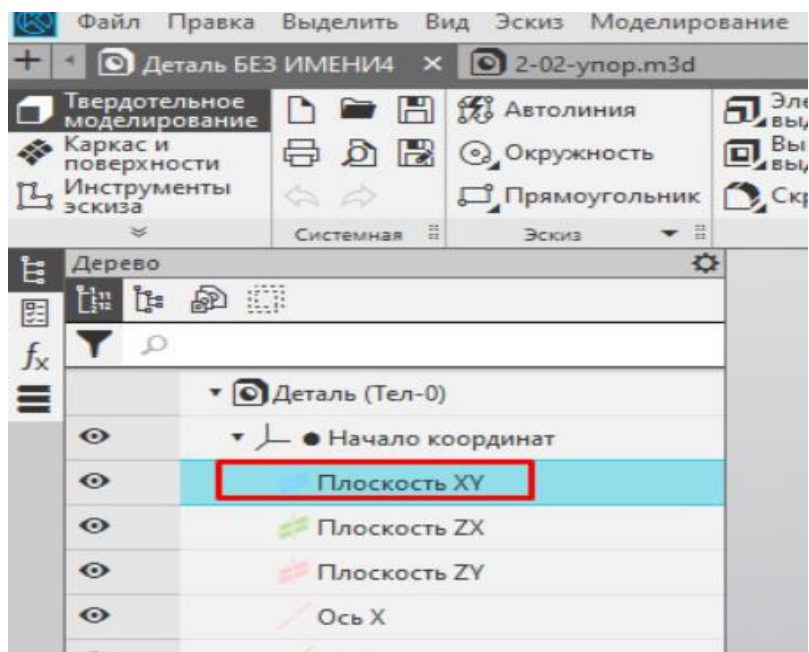 Файл Правка Выделить Вид Эскиз Моделирование
Деталь БЕЗ ИМЕНИ4 2-02-упор.m3d
Твердотельное
моделирование
Каркас и
поверхности
Инструменты
эскиза
Автолиния
Окружность
Прямоугольник
Системная
Эскиз
Дерево
fx
Деталь (Тел-0)
Начало координат
Плоскость XY
Плоскость ZX
Плоскость ZY
Ось X